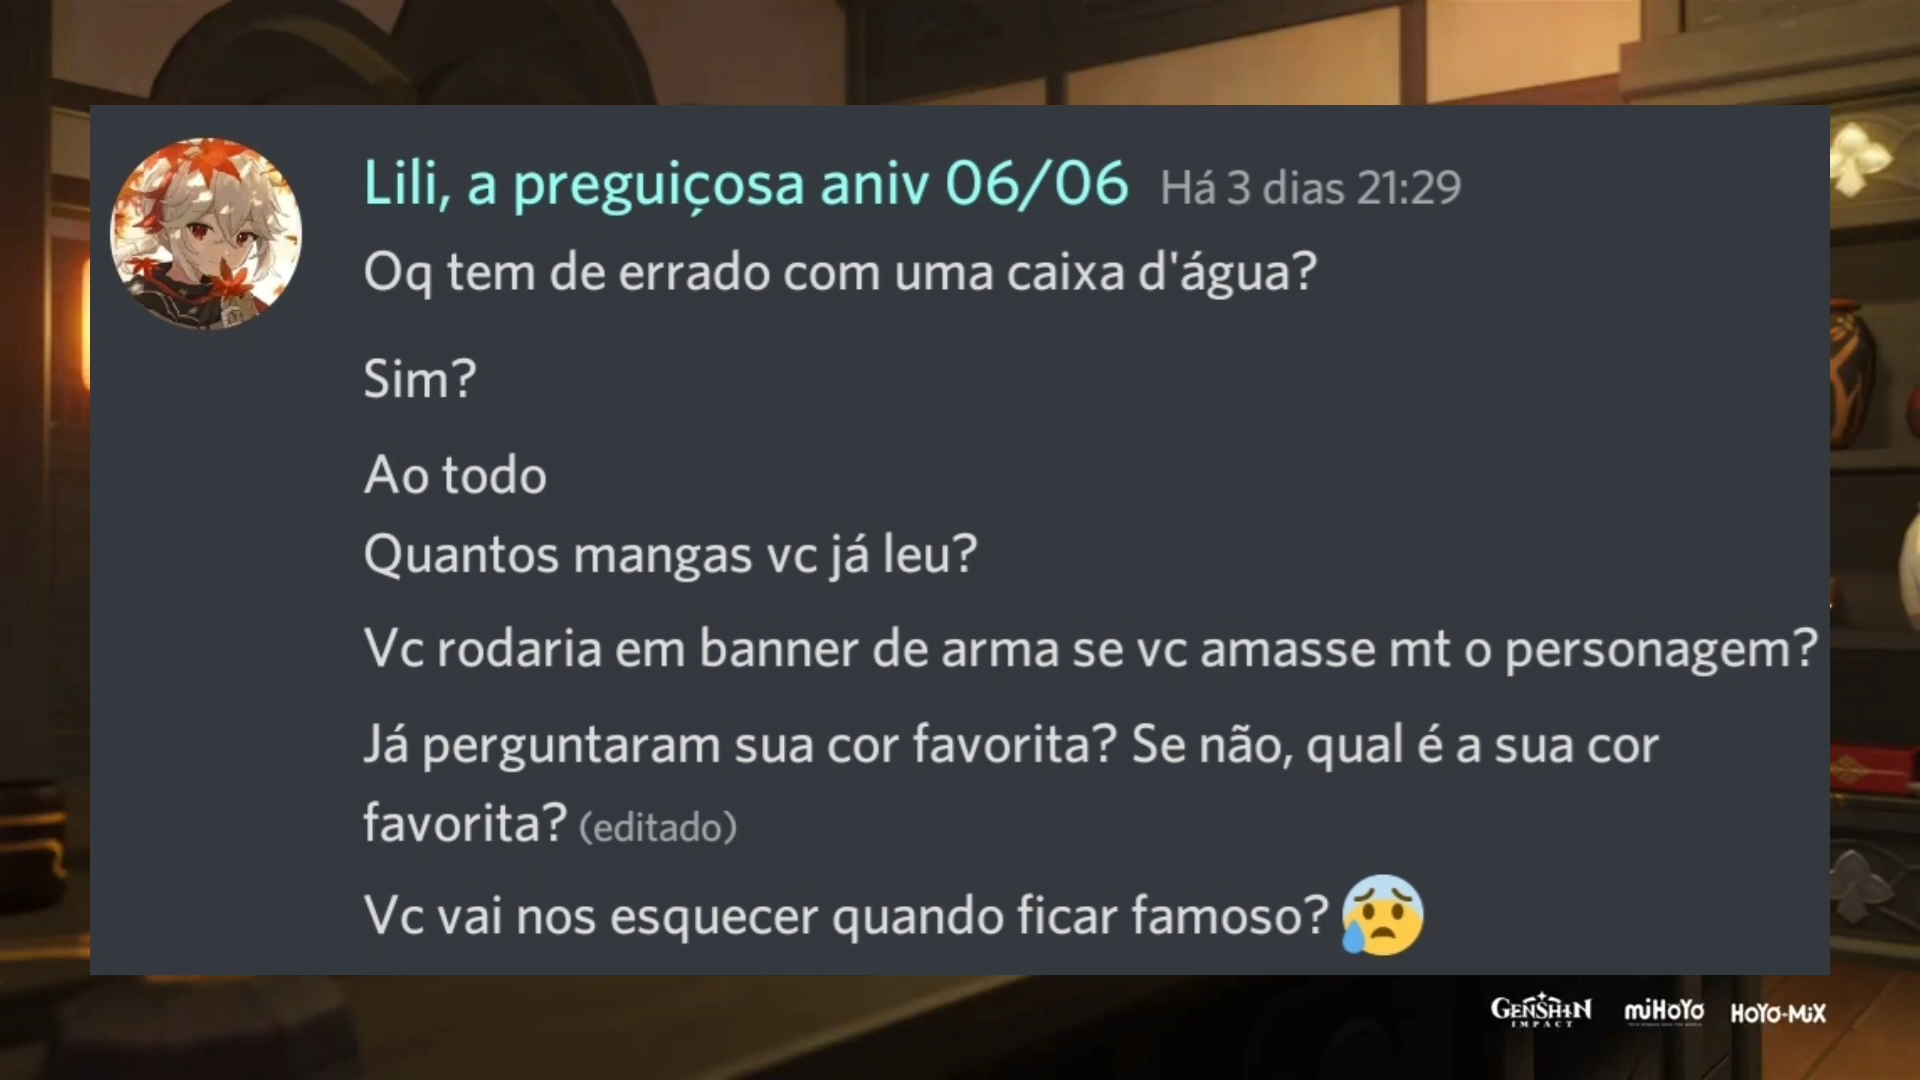 Lili, a preguiçosa aniv 06/06 Há 3 dias 21:29
Oq tem de errado com uma caixa d'água?
Sim?
Ao todo
Quantos mangas vc já leu?
Vc rodaria em banner de arma se vc amasse mt o personagem?
Já perguntaram sua cor favorita? Se não, qual é a sua cor
favorita? (editado)
Vc vai nos esquecer quando ficar famoso?
GENSHIN IMPACT miHoYo HOYO-MiX